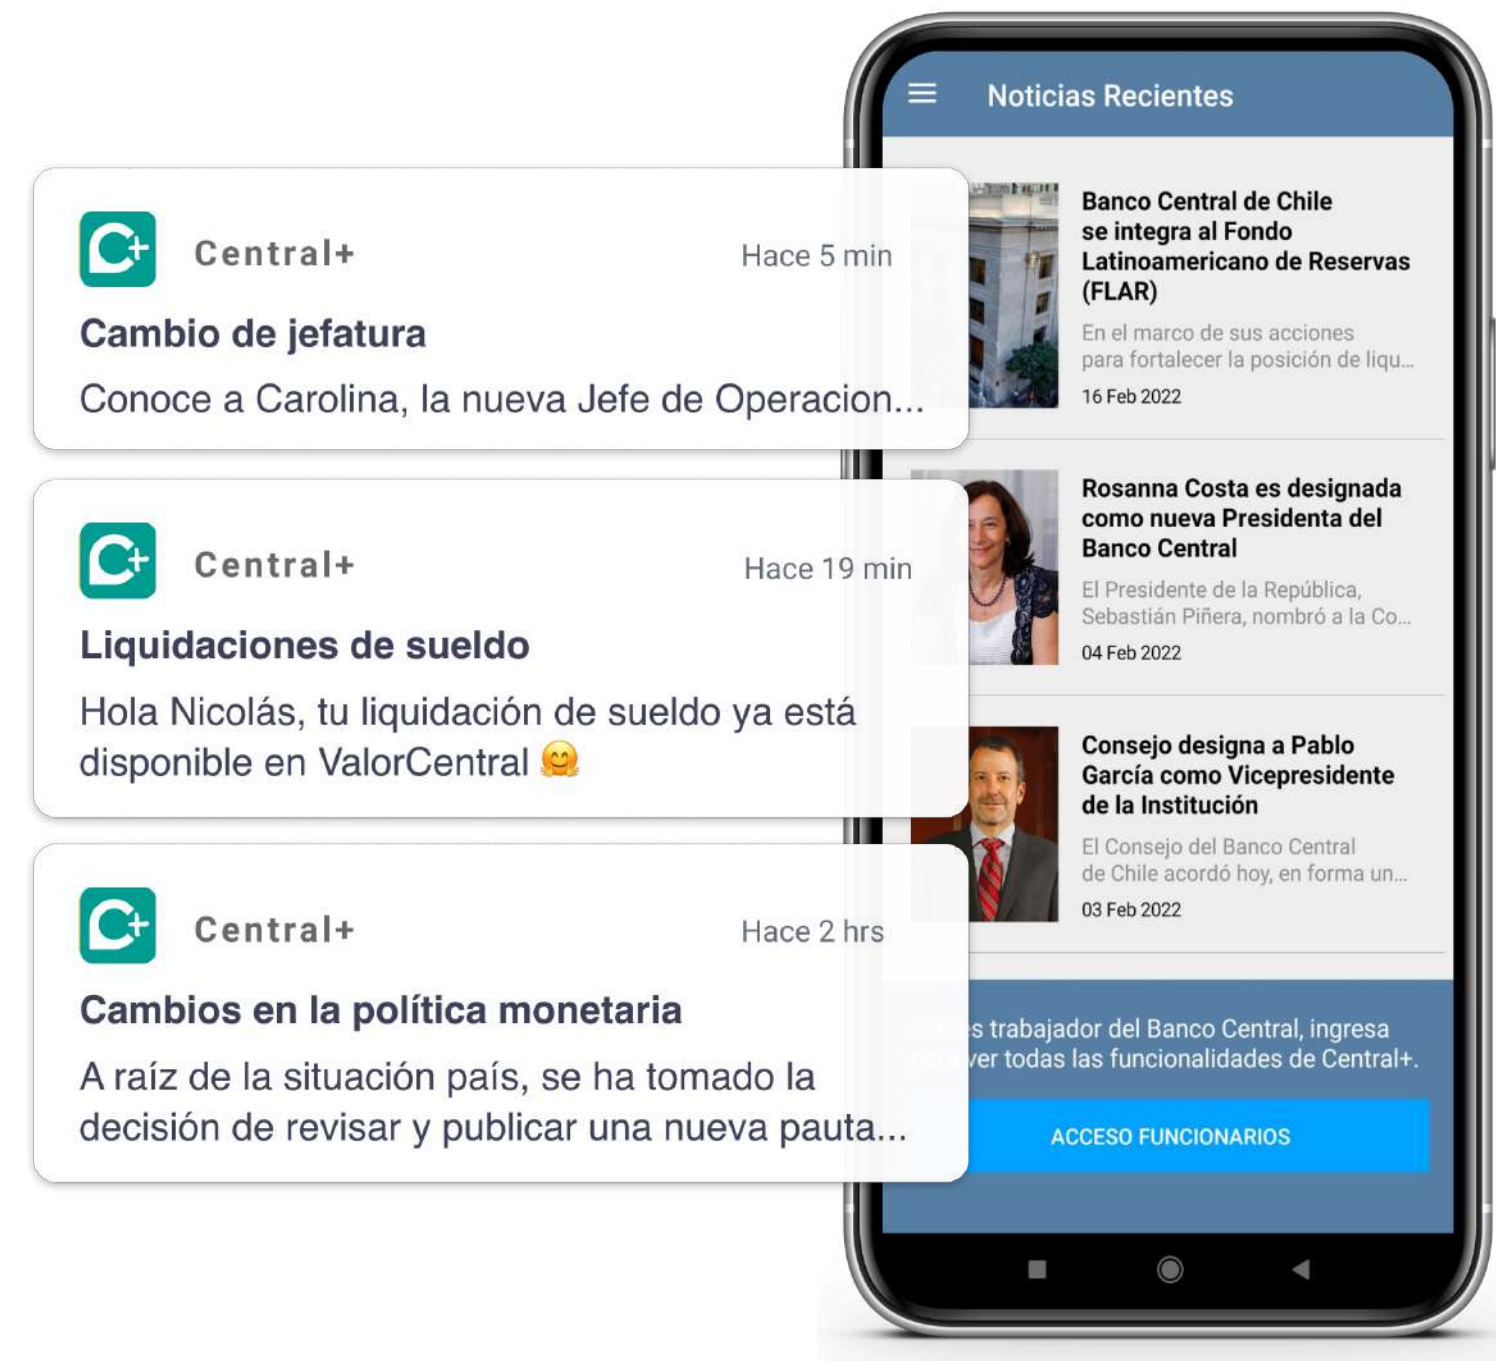 Noticias Recientes
Central+
Hace 5 min
Cambio de jefatura
Conoce a Carolina, la nueva Jefe de Operacion...
Central+
Hace 19 min
Liquidaciones de sueldo
Hola Nicolás, tu liquidación de sueldo ya está
disponible en ValorCentral 🤗
Central+
Hace 2 hrs
Cambios en la política monetaria
A raíz de la situación país, se ha tomado la
decisión de revisar y publicar una nueva pauta...
Banco Central de Chile
se integra al Fondo
Latinoamericano de Reservas
(FLAR)
En el marco de sus acciones
para fortalecer la posición de liqu...
16 Feb 2022
Rosanna Costa es designada
como nueva Presidenta del
Banco Central
El Presidente de la República,
Sebastián Piñera, nombró a la Co...
04 Feb 2022
Consejo designa a Pablo
García como Vicepresidente
de la Institución
El Consejo del Banco Central
de Chile acordó hoy, en forma un...
03 Feb 2022
Si eres trabajador del Banco Central, ingresa
para ver todas las funcionalidades de Central+.
ACCESO FUNCIONARIOS